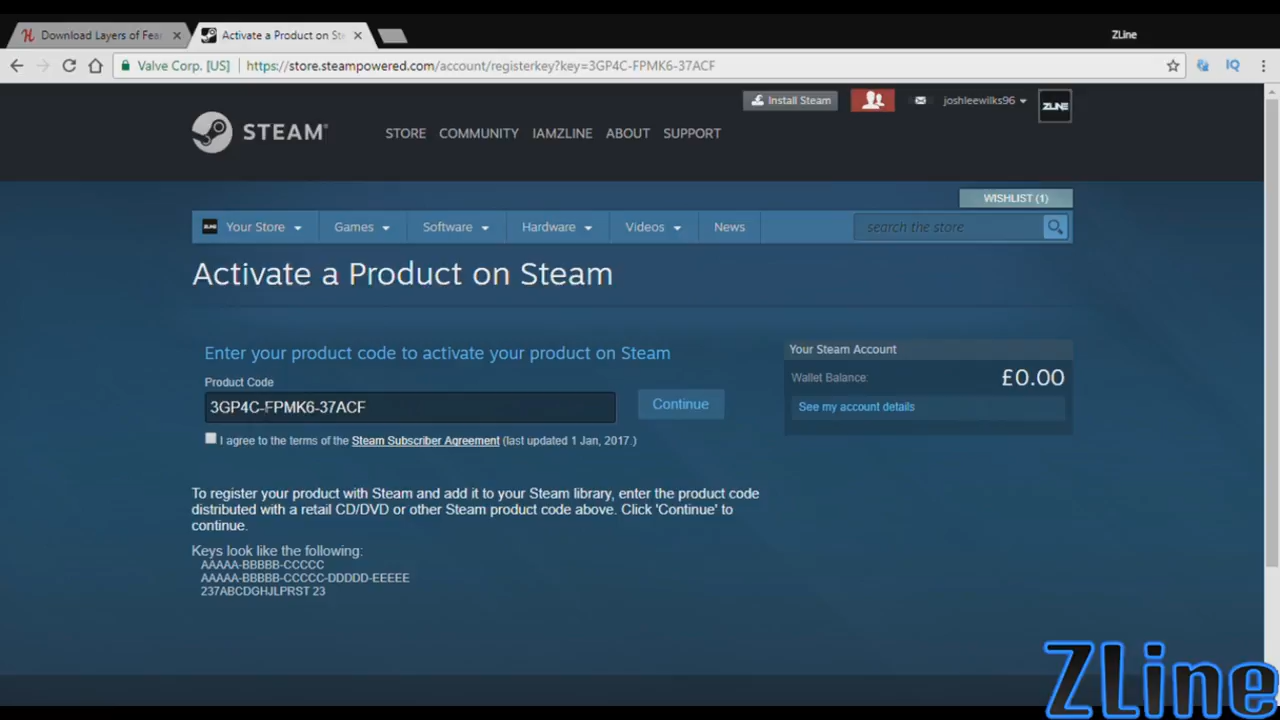 Download Layers of Fear
Activate a Product on Ste
ZLine
Valve Corp. [US]
https://store.steampowered.com/account/registerkey?key=3GP4C-FPMK6-37ACF
IQ
Install Steam
joshleewilks96
ZLINE
STEAM®
STORE COMMUNITY IAMZLINE ABOUT SUPPORT
WISHLIST (1)
Your Store Games Software Hardware Videos News
search the store
Activate a Product on Steam
Enter your product code to activate your product on Steam
Product Code
3GP4C-FPMK6-37ACF
Continue
I agree to the terms of the Steam Subscriber Agreement (last updated 1 Jan, 2017.)
Your Steam Account
Wallet Balance: £0.00
See my account details
To register your product with Steam and add it to your Steam library, enter the product code
distributed with a retail CD/DVD or other Steam product code above. Click 'Continue' to
continue.
Keys look like the following:
AAAAA-BBBBB-CCCCC
AAAAA-BBBBB-CCCCC-DDDDD-EEEEE
237ABCDGHJLPRST 23
ZLine